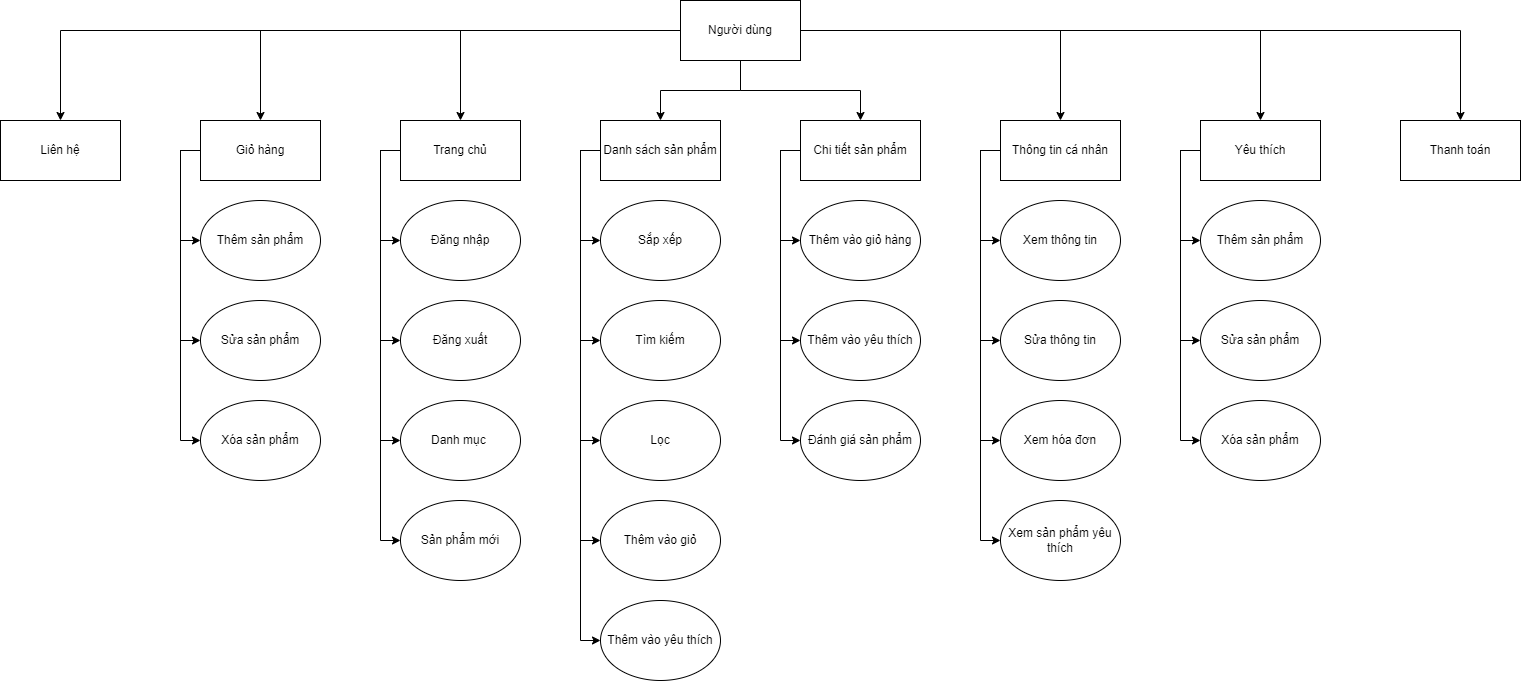 Người dùng
Liên hệ
Giỏ hàng
Trang chủ
Danh sách sản phẩm
Chi tiết sản phẩm
Thông tin cá nhân
Yêu thích
Thanh toán
Thêm sản phẩm
Đăng nhập
Sắp xếp
Thêm vào giỏ hàng
Xem thông tin
Thêm sản phẩm
Sửa sản phẩm
Đăng xuất
Tìm kiếm
Thêm vào yêu thích
Sửa thông tin
Sửa sản phẩm
Xóa sản phẩm
Danh mục
Lọc
Đánh giá sản phẩm
Xem hóa đơn
Xóa sản phẩm
Sản phẩm mới
Thêm vào giỏ
Xem sản phẩm yêu
thích
Thêm vào yêu thích